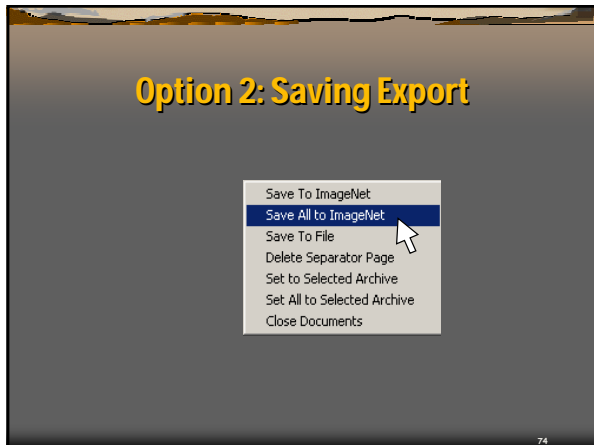 Option 2: Saving Export
Save To ImageNet
Save All to ImageNet
Save To File
Delete Separator Page
Set to Selected Archive
Set All to Selected Archive
Close Documents
74